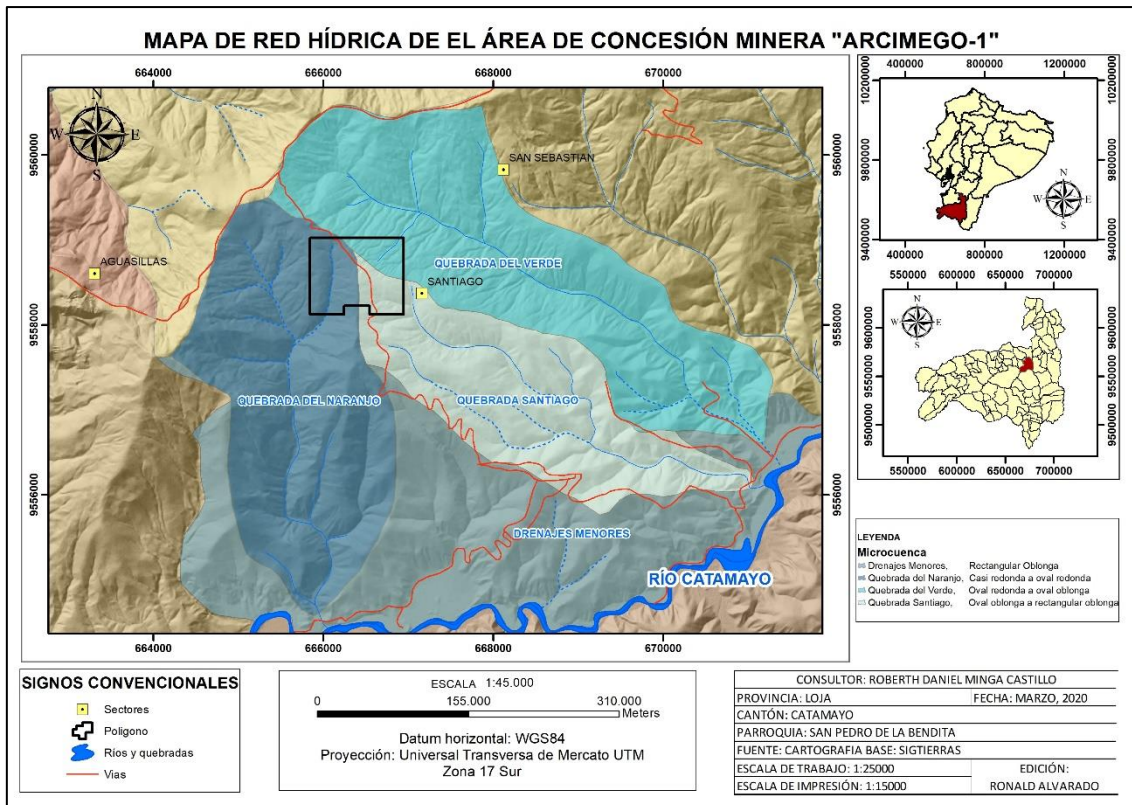 MAPA DE RED HÍDRICA DE EL ÁREA DE CONCESIÓN MINERA "ARCIMEGO-1"
664000 666000 668000 670000
N
W E
S
9560000 9560000
9558000 9558000
9556000 9556000
SAN SEBASTIAN
AGUASILLAS
QUEBRADA DEL VERDE
SANTIAGO
QUEBRADA DEL NARANJO
QUEBRADA SANTIAGO
DRENAJES MENORES
RÍO CATAMAYO
664000 666000 668000 670000
400000 800000 1200000
10200000 10200000
9800000 9800000
9400000 9400000
N
W E
S
400000 800000 1200000
550000 600000 650000 700000
N
W E
S
9600000 9600000
9550000 9550000
9500000 9500000
550000 600000 650000 700000
LEYENDA
Microcuenca
Drenajes Menores, Rectangular Oblonga
Quebrada del Naranjo, Casi redonda a oval redonda
Quebrada del Verde, Oval redonda a oval oblonga
Quebrada Santiago, Oval oblonga a rectangular oblonga
SIGNOS CONVENCIONALES
Sectores
Poligono
Ríos y quebradas
Vias
ESCALA 1:45.000
0 155.000 310.000
Meters
Datum horizontal: WGS84
Proyección: Universal Transversa de Mercato UTM
Zona 17 Sur
CONSULTOR: ROBERTH DANIEL MINGA CASTILLO
PROVINCIA: LOJA FECHA: MARZO, 2020
CANTÓN: CATAMAYO
PARROQUIA: SAN PEDRO DE LA BENDITA
FUENTE: CARTOGRAFIA BASE: SIGTIERRAS
ESCALA DE TRABAJO: 1:25000 EDICIÓN:
ESCALA DE IMPRESIÓN: 1:15000 RONALD ALVARADO